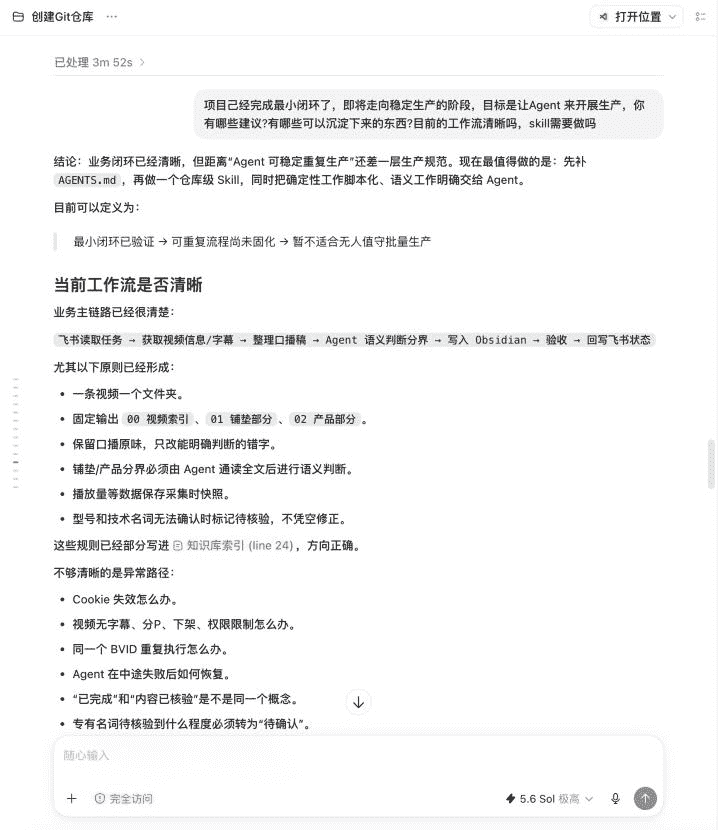 创建Git仓库 ···
打开位置
已处理 3m 52s
项目已经完成最小闭环了，即将走向稳定生产的阶段，目标是让Agent 来开展生产，你
有哪些建议?有哪些可以沉淀下来的东西?目前的工作流清晰吗，skill需要做吗
结论：业务闭环已经清晰，但距离“Agent 可稳定重复生产”还差一层生产规范。现在最值得做的是：先补
AGENTS.md，再做一个仓库级 Skill，同时把确定性工作脚本化、语义工作明确交给 Agent。
目前可以定义为：
最小闭环已验证 → 可重复流程尚未固化 → 暂不适合无人值守批量生产
当前工作流是否清晰
业务主链路已经很清楚：
飞书读取任务 → 获取视频信息/字幕 → 整理口播稿 → Agent 语义判断分界 → 写入 Obsidian → 验收 → 回写飞书状态
尤其以下原则已经形成：
• 一条视频一个文件夹。
• 固定输出 00 视频索引、01 铺垫部分、02 产品部分。
• 保留口播原味，只改能明确判断的错字。
• 铺垫/产品分界必须由 Agent 通读全文后进行语义判断。
• 播放量等数据保存采集时快照。
• 型号和技术名词无法确认时标记待核验，不凭空修正。
这些规则已经部分写进 知识库索引 (line 24)，方向正确。
不够清晰的是异常路径：
• Cookie 失效怎么办。
• 视频无字幕、分P、下架、权限限制怎么办。
• 同一个 BVID 重复执行怎么办。
• Agent 在中途失败后如何恢复。
• “已完成”和“内容已核验”是不是同一个概念。
• 专有名词待核验到什么程度必须转为“待确认”。
随心输入
完全访问
5.6 Sol 极高